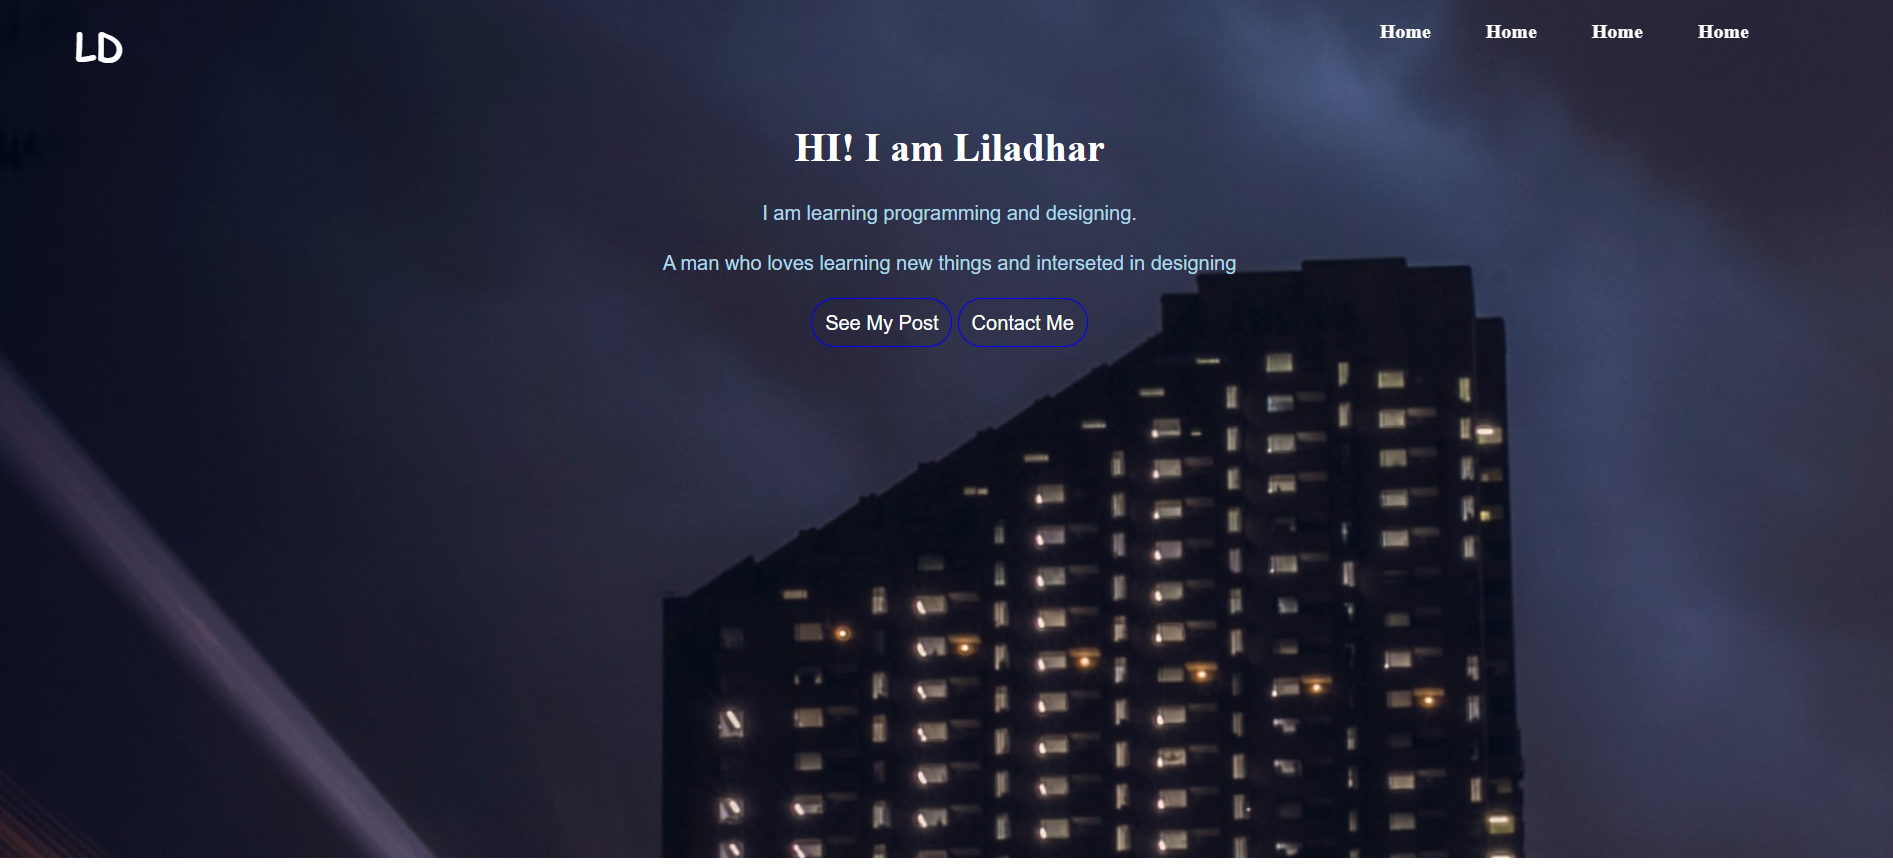 LD
Home Home Home Home
HI! I am Liladhar
I am learning programming and designing.
A man who loves learning new things and interseted in designing
See My Post Contact Me